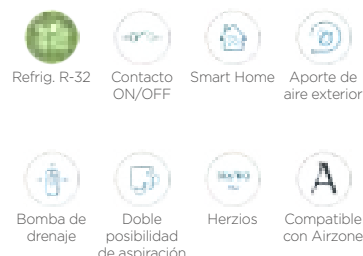 Refrig. R-32
Contacto
ON/OFF
Smart Home
Aporte de
aire exterior
Bomba de
drenaje
Doble
posibilidad
de aspiración
Herzios
Compatible
con Airzone